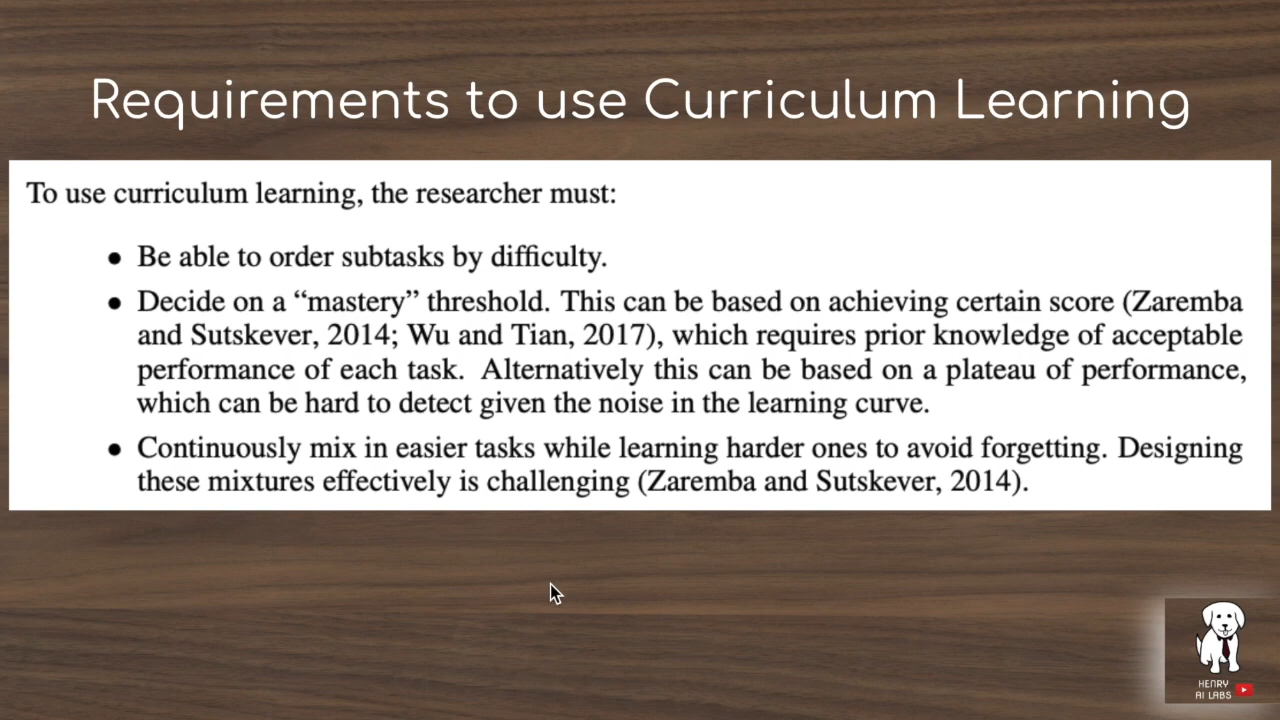 Requirements to use Curriculum Learning
To use curriculum learning, the researcher must:
● Be able to order subtasks by difficulty.
● Decide on a “mastery” threshold. This can be based on achieving certain score (Zaremba
and Sutskever, 2014; Wu and Tian, 2017), which requires prior knowledge of acceptable
performance of each task. Alternatively this can be based on a plateau of performance,
which can be hard to detect given the noise in the learning curve.
● Continuously mix in easier tasks while learning harder ones to avoid forgetting. Designing
these mixtures effectively is challenging (Zaremba and Sutskever, 2014).
HENRY
AI LABS